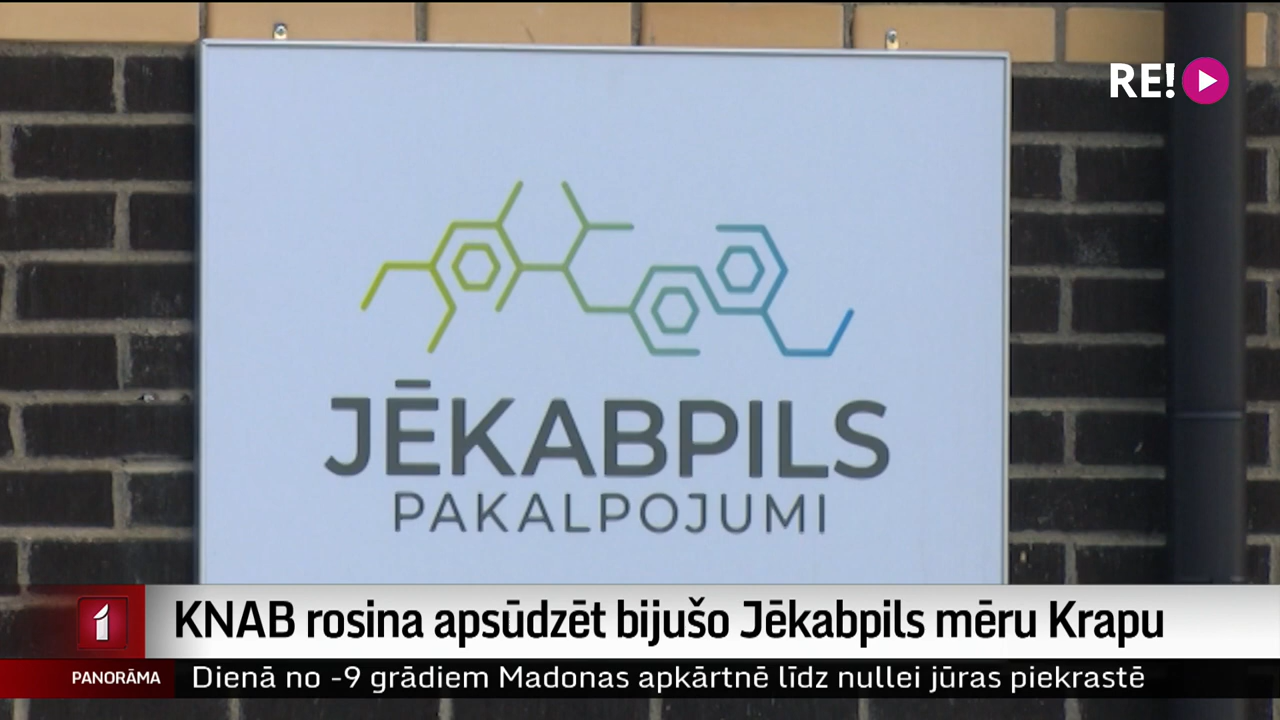 RE!
JĒKABPILS
PAKALPOJUMI
1
KNAB rosina apsūdzēt bijušo Jēkabpils mēru Krapu
PANORĀMA
Dienā no -9 grādiem Madonas apkārtnē līdz nullei jūras piekrastē